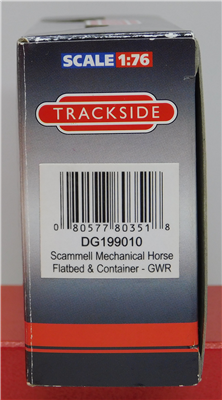 SCALE 1:76
TRACKSIDE
0 80577 80351 8
DG199010
Scammell Mechanical Horse
Flatbed & Container - GWR